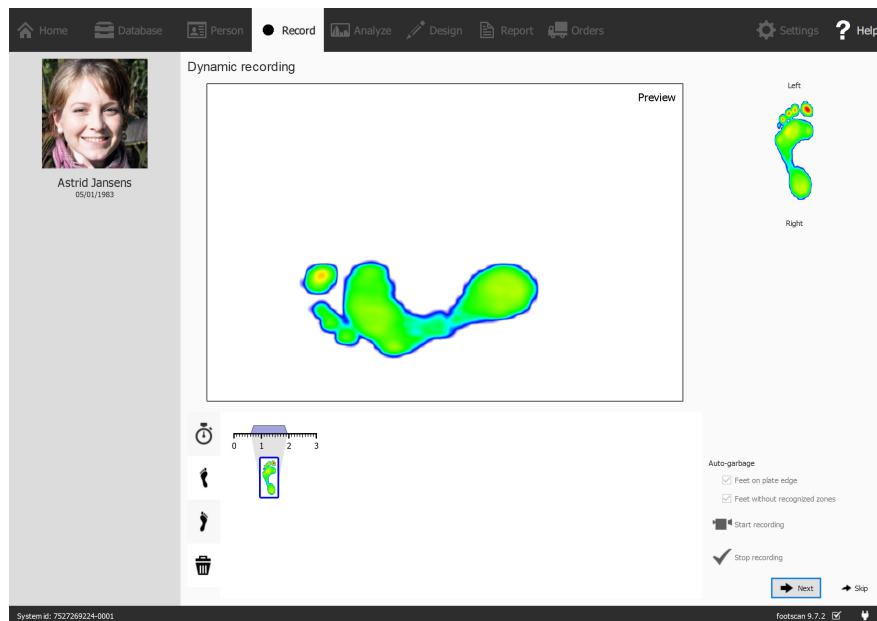 Home Database Person Record Analyze Design Report Orders Settings ? Help
Dynamic recording
Preview
Left
Astrid Jansens
05/01/1983
Right
0 1 2 3
Auto-garbage
Feet on plate edge
Feet without recognized zones
Start recording
Stop recording
Next Skip
System id: 7527269224-0001 footscan 9.7.2